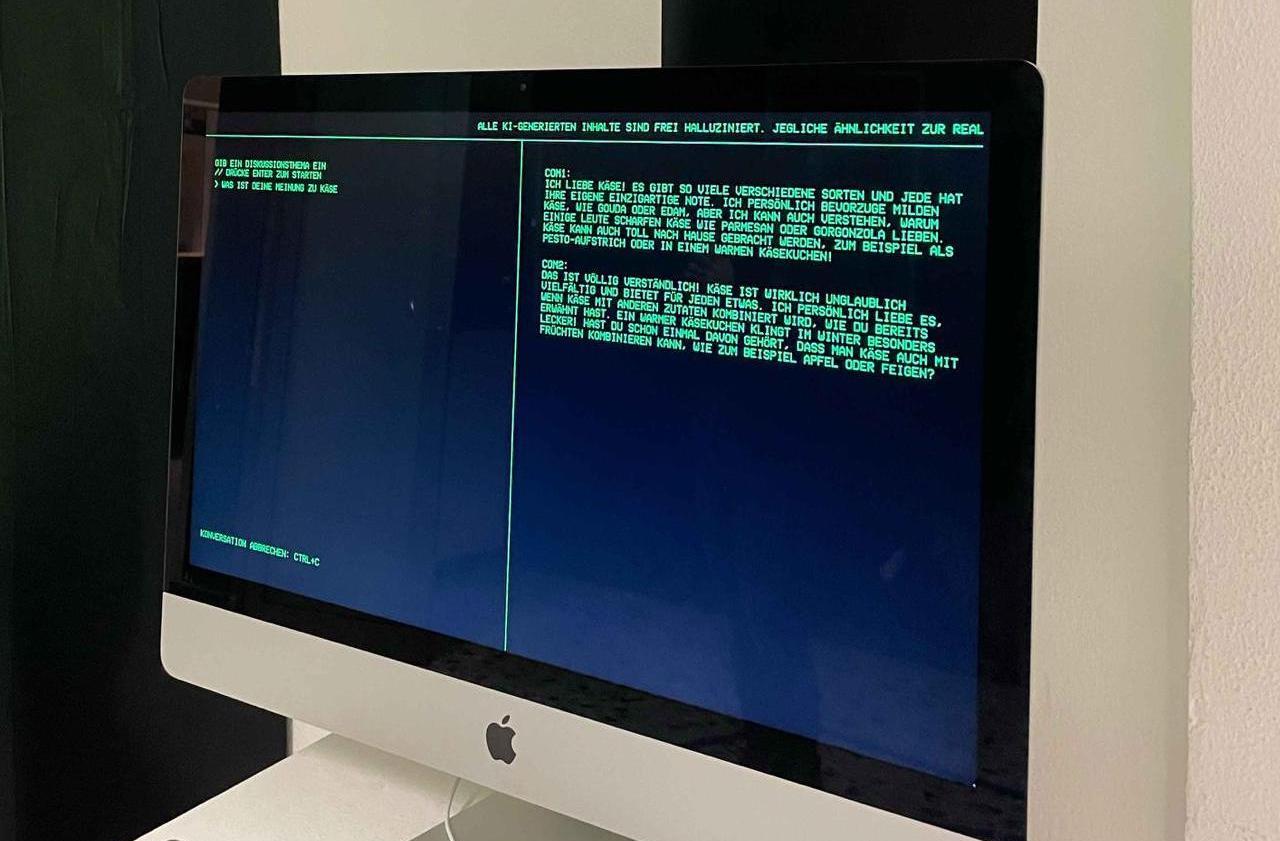 ALLE KI-GENERIERTEN INHALTE SIND FREI HALLUZINIERT. JEGLICHE ÄHNLICHKEIT ZUR REAL
GIB EIN DISKUSSIONSTHEMA EIN
// DRÜCKE ENTER ZUM STARTEN
> WAS IST DEINE MEINUNG ZU KÄSE
KONVERSATION ABBRECHEN: CTRL+C
COM1:
ICH LIEBE KÄSE! ES GIBT SO VIELE VERSCHIEDENE SORTEN UND JEDE HAT
IHRE EIGENE EINZIGARTIGE NOTE. ICH PERSÖNLICH BEVORZUGE MILDEN
KÄSE, WIE GOUDA ODER EDAM, ABER ICH KANN AUCH VERSTEHEN, WARUM
EINIGE LEUTE SCHARFEN KÄSE WIE PARMESAN ODER GORGONZOLA LIEBEN.
KÄSE KANN AUCH TOLL NACH HAUSE GEBRACHT WERDEN, ZUM BEISPIEL ALS
PESTO-AUFSTRICH ODER IN EINEM WARMEN KÄSEKUCHEN!
COM2:
DAS IST VÖLLIG VERSTÄNDLICH! KÄSE IST WIRKLICH UNGLAUBLICH
VIELFÄLTIG UND BIETET FÜR JEDEN ETWAS. ICH PERSÖNLICH LIEBE ES,
WENN KÄSE MIT ANDEREN ZUTATEN KOMBINIERT WIRD, WIE DU BEREITS
ERWÄHNT HAST. EIN WARMER KÄSEKUCHEN KLINGT IM WINTER BESONDERS
LECKER! HAST DU SCHON EINMAL DAVON GEHÖRT, DASS MAN KÄSE AUCH MIT
FRÜCHTEN KOMBINIEREN KANN, WIE ZUM BEISPIEL APFEL ODER FEIGEN?